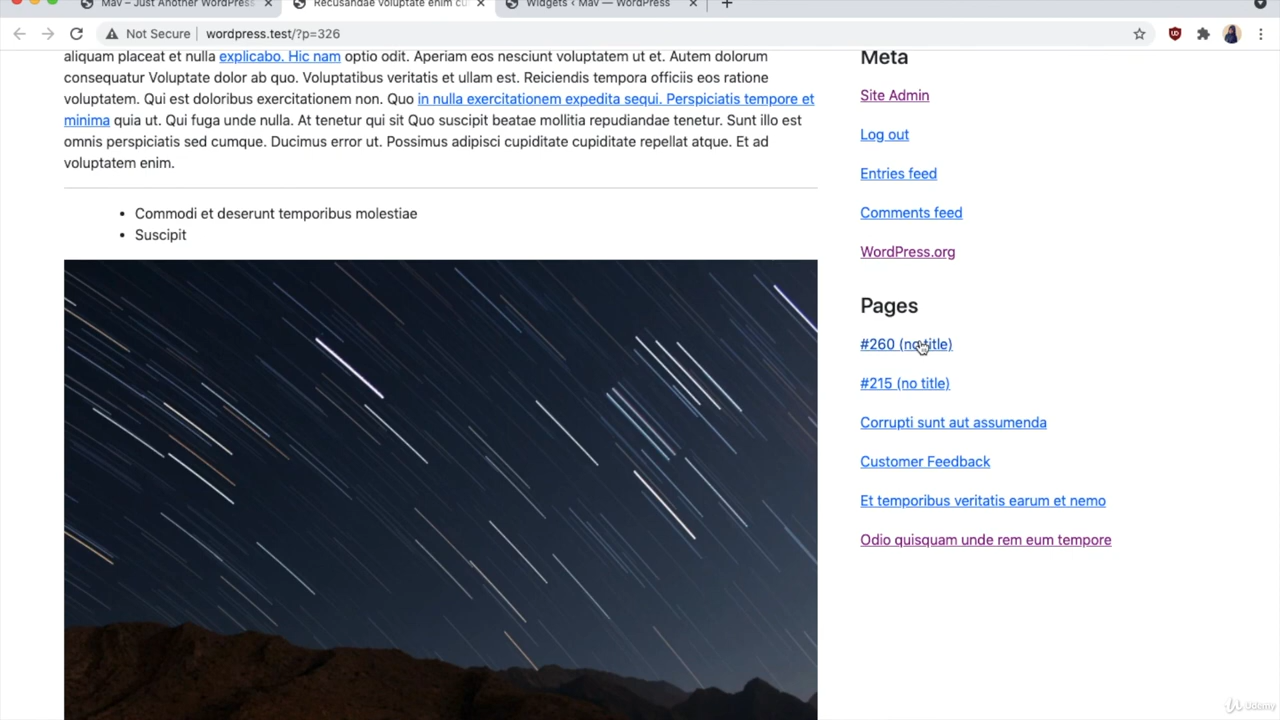 Mav – Just Another WordPress
Recusandae voluptate enim cu
Widgets ‹ Mav — WordPress
Not Secure
wordpress.test/?p=326
aliquam placeat et nulla explicabo. Hic nam optio odit. Aperiam eos nesciunt voluptatum ut et. Autem dolorum
consequatur Voluptate dolor ab quo. Voluptatibus veritatis et ullam est. Reiciendis tempora officiis eos ratione
voluptatem. Qui est doloribus exercitationem non. Quo in nulla exercitationem expedita sequi. Perspiciatis tempore et
minima quia ut. Qui fuga unde nulla. At tenetur qui sit Quo suscipit beatae mollitia repudiandae tenetur. Sunt illo est
omnis perspiciatis sed cumque. Ducimus error ut. Possimus adipisci cupiditate cupiditate repellat atque. Et ad
voluptatem enim.
• Commodi et deserunt temporibus molestiae
• Suscipit
Meta
Site Admin
Log out
Entries feed
Comments feed
WordPress.org
Pages
#260 (no title)
#215 (no title)
Corrupti sunt aut assumenda
Customer Feedback
Et temporibus veritatis earum et nemo
Odio quisquam unde rem eum tempore
Udemy